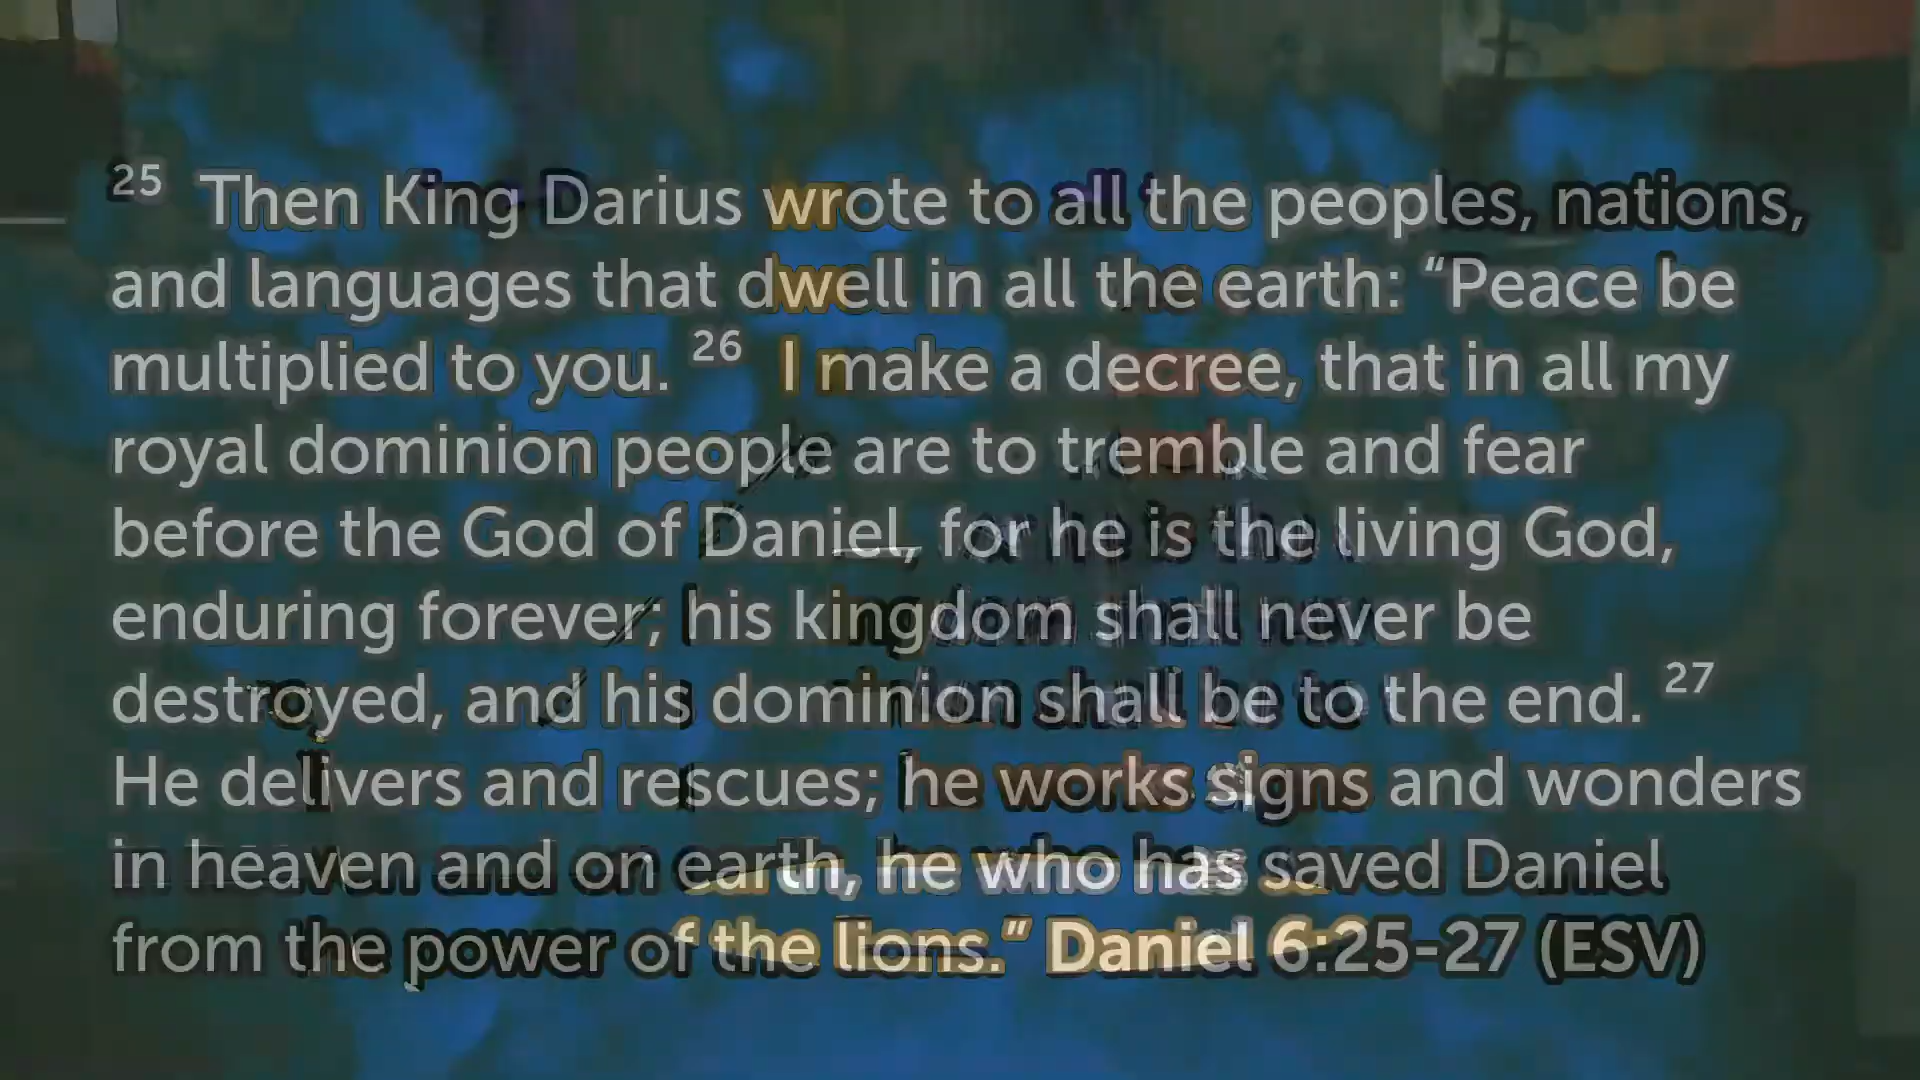 25 Then King Darius wrote to all the peoples, nations,
and languages that dwell in all the earth: “Peace be
multiplied to you. 26 I make a decree, that in all my
royal dominion people are to tremble and fear
before the God of Daniel, for he is the living God,
enduring forever; his kingdom shall never be
destroyed, and his dominion shall be to the end. 27
He delivers and rescues; he works signs and wonders
in heaven and on earth, he who has saved Daniel
from the power of the lions.” Daniel 6:25-27 (ESV)